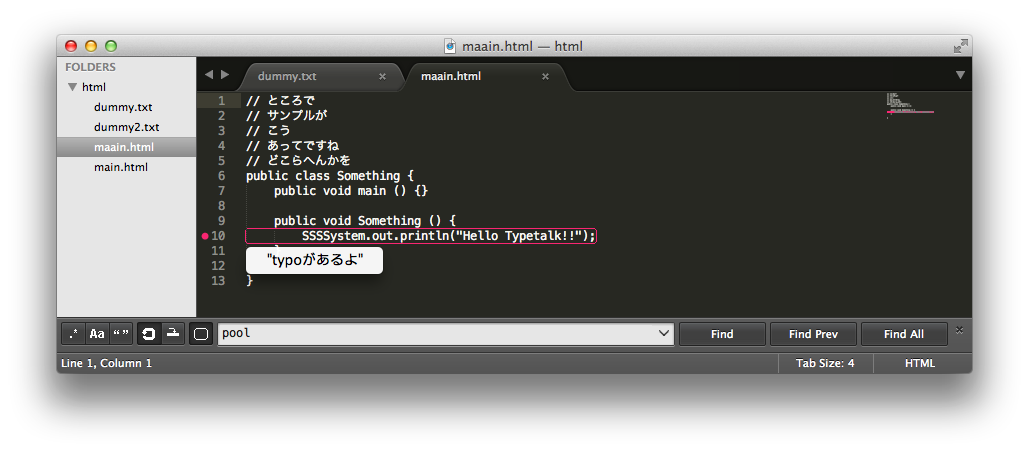 maain.html — html
FOLDERS
html
dummy.txt
dummy2.txt
maain.html
main.html
dummy.txt
maain.html
1 // ところで
2 // サンプルが
3 // こう
4 // あってですね
5 // どこらへんかを
6 public class Something {
7 public void main () {}
8
9 public void Something () {
10 SSSSystem.out.println("Hello Typetalk!!");
11
12
"typoがあるよ"
13 }
.* Aa “ ”
pool
Find
Find Prev
Find All
Line 1, Column 1
Tab Size: 4
HTML